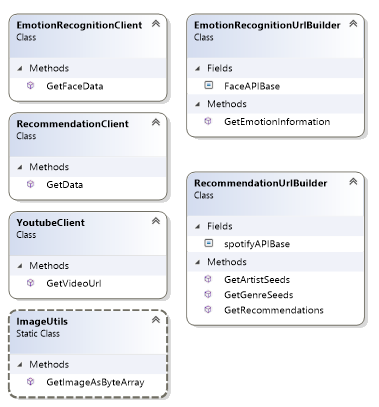 EmotionRecognitionClient
Class
Methods
GetFaceData
RecommendationClient
Class
Methods
GetData
YoutubeClient
Class
Methods
GetVideoUrl
ImageUtils
Static Class
Methods
GetImageAsByteArray
EmotionRecognitionUrlBuilder
Class
Fields
FaceAPIBase
Methods
GetEmotionInformation
RecommendationUrlBuilder
Class
Fields
spotifyAPIBase
Methods
GetArtistSeeds
GetGenreSeeds
GetRecommendations